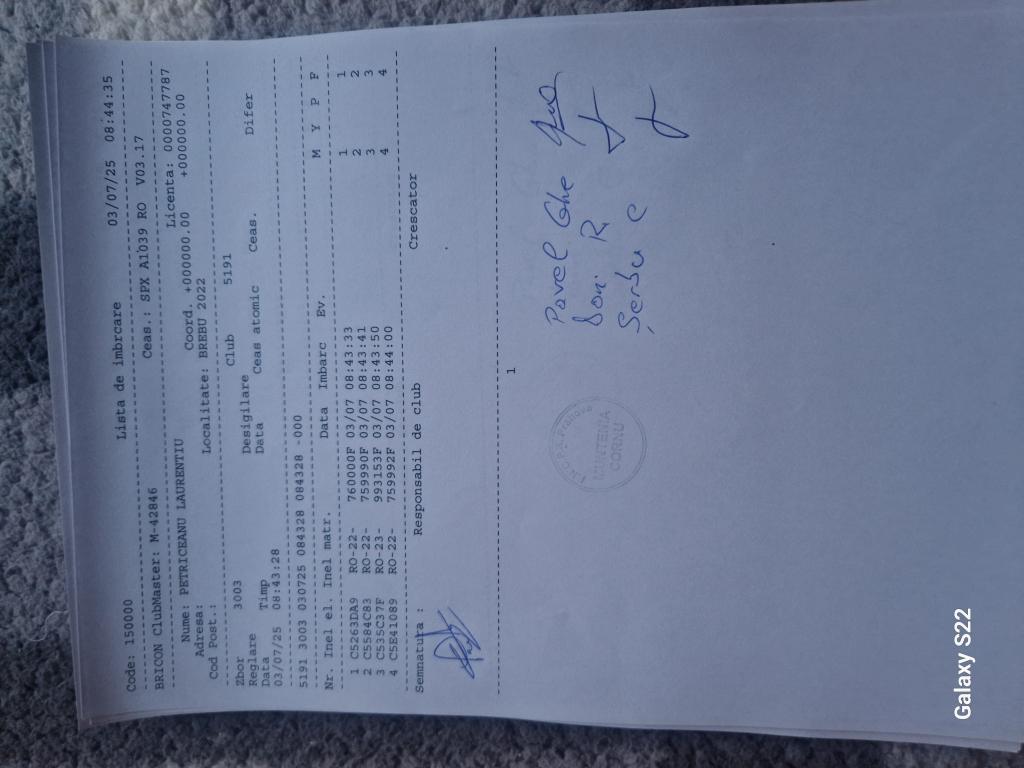 Code: 150000 Lista de imbrcare 03/07/25 08:44:35
BRICON ClubMaster: M-42846 Ceas.: SPX A1039 RO V03.17
Nume: PETRICEANU LAURENTIU Licenta: 0000747787
Adresa: Coord. +000000.00 +000000.00
Cod Post.: Localitate: BREBU 2022
Zbor 3003 Club 5191
Reglare Desigilare
Data Timp Data Ceas atomic Ceas. Difer
03/07/25 08:43:28
5191 3003 030725 084328 084328 -000
Nr. Inel el. Inel matr. Data Imbarc Ev. M Y P F
1 C5263DA9 RO-22- 760000F 03/07 08:43:33 1 1
2 C5584C83 RO-22- 759990F 03/07 08:43:41 2 2
3 C535C37F RO-23- 993153F 03/07 08:43:50 3 3
4 C5E41089 RO-22- 759992F 03/07 08:44:00 4 4
Semnatura : Responsabil de club Crescator
1
Pavel Ghe
Don R
Șerbu C
MUNTENIA
CORNU
Galaxy S22